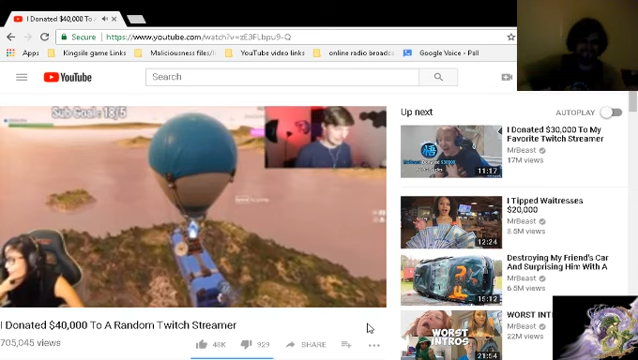 I Donated $40,000 To
Secure https://www.youtube.com/watch?v=zE3FLbpu9-Q
Apps Kingsile game Links Maliciousness files/ YouTube video links online radio broadc Google Voice - Pall
YouTube
Search
Sub Goal: 18/5
Up next
AUTOPLAY
I Donated $30,000 To My
Favorite Twitch Streamer
MrBeast
17M views
11:17
I Tipped Waitresses
$20,000
MrBeast
3.5M views
12:24
Destroying My Friend's Car
And Surprising Him With A
MrBeast
6.5M views
15:12
WORST INT
MrBeast
22M views
WORST
INTROS
21:54
I Donated $40,000 To A Random Twitch Streamer
705,045 views
48K
929
SHARE